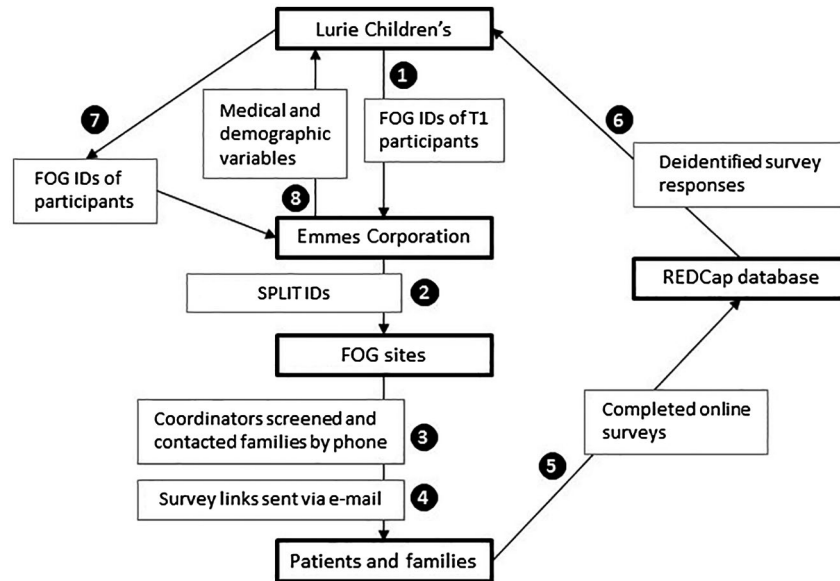 Lurie Children's
1
7
Medical and
demographic
variables
FOG IDs of T1
participants
6
Deidentified survey
responses
FOG IDs of
participants
8
Emmes Corporation
REDCap database
SPLIT IDs
2
FOG sites
Coordinators screened and
contacted families by phone
3
Completed online
surveys
5
Survey links sent via e-mail
4
Patients and families